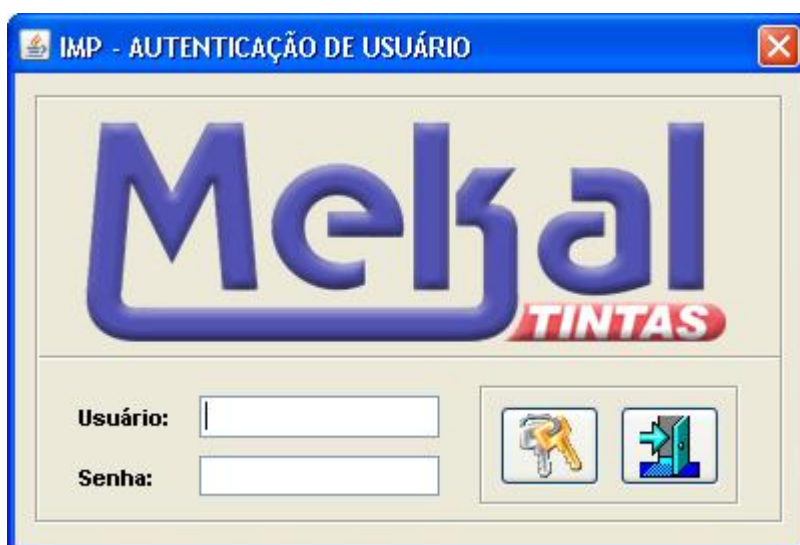 IMP - AUTENTICAÇÃO DE USUÁRIO
Mekal
TINTAS
Usuário:
Senha: